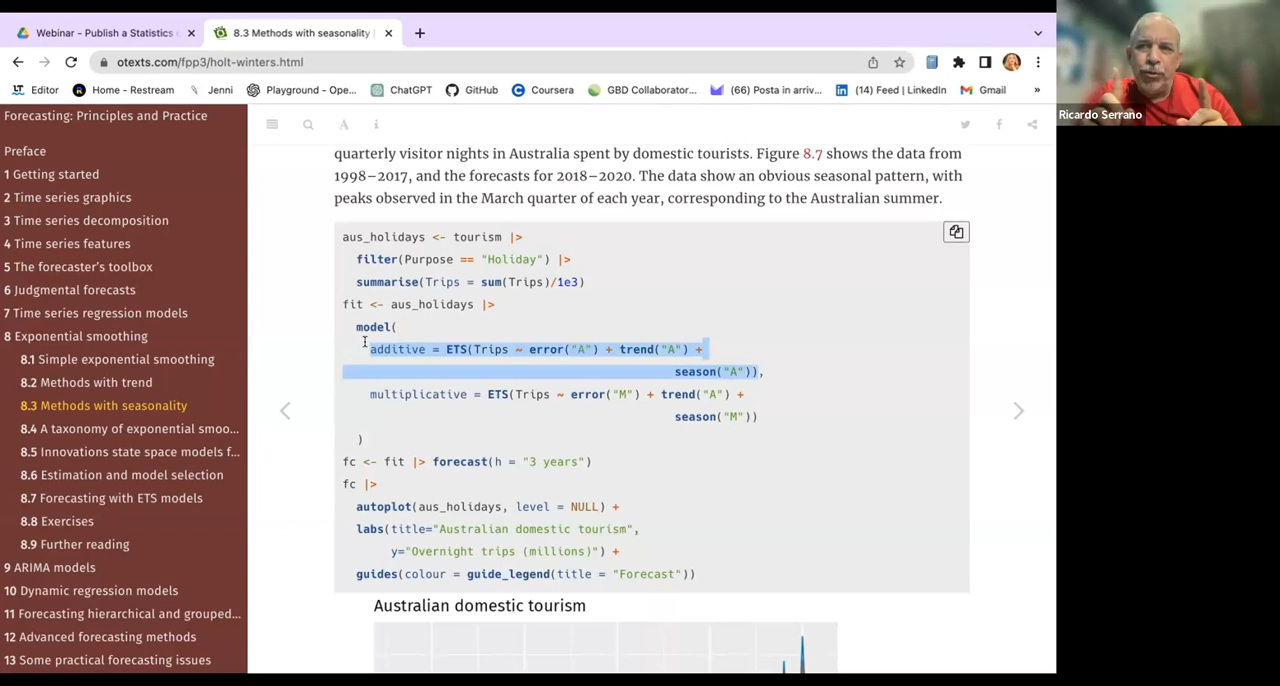 Webinar - Publish a Statistics
8.3 Methods with seasonality
otexts.com/fpp3/holt-winters.html
Editor
Home - Restream
Jenni
Playground - Ope...
ChatGPT
GitHub
Coursera
GBD Collaborator...
(66) Posta in arriv...
(14) Feed | LinkedIn
Gmail
»
Ricardo Serrano
Forecasting: Principles and Practice
Preface
1 Getting started
2 Time series graphics
3 Time series decomposition
4 Time series features
5 The forecaster's toolbox
6 Judgmental forecasts
7 Time series regression models
8 Exponential smoothing
8.1 Simple exponential smoothing
8.2 Methods with trend
8.3 Methods with seasonality
8.4 A taxonomy of exponential smoo...
8.5 Innovations state space models f...
8.6 Estimation and model selection
8.7 Forecasting with ETS models
8.8 Exercises
8.9 Further reading
9 ARIMA models
10 Dynamic regression models
11 Forecasting hierarchical and grouped...
12 Advanced forecasting methods
13 Some practical forecasting issues
quarterly visitor nights in Australia spent by domestic tourists. Figure 8.7 shows the data from
1998–2017, and the forecasts for 2018–2020. The data show an obvious seasonal pattern, with
peaks observed in the March quarter of each year, corresponding to the Australian summer.
aus_holidays <- tourism |>
filter(Purpose == "Holiday") |>
summarise(Trips = sum(Trips)/1e3)
fit <- aus_holidays |>
model(
additive = ETS(Trips ~ error("A") + trend("A") +
season("A")),
multiplicative = ETS(Trips ~ error("M") + trend("A") +
season("M"))
)
fc <- fit |> forecast(h = "3 years")
fc |>
autoplot(aus_holidays, level = NULL) +
labs(title="Australian domestic tourism",
y="Overnight trips (millions)") +
guides(colour = guide_legend(title = "Forecast"))
Australian domestic tourism